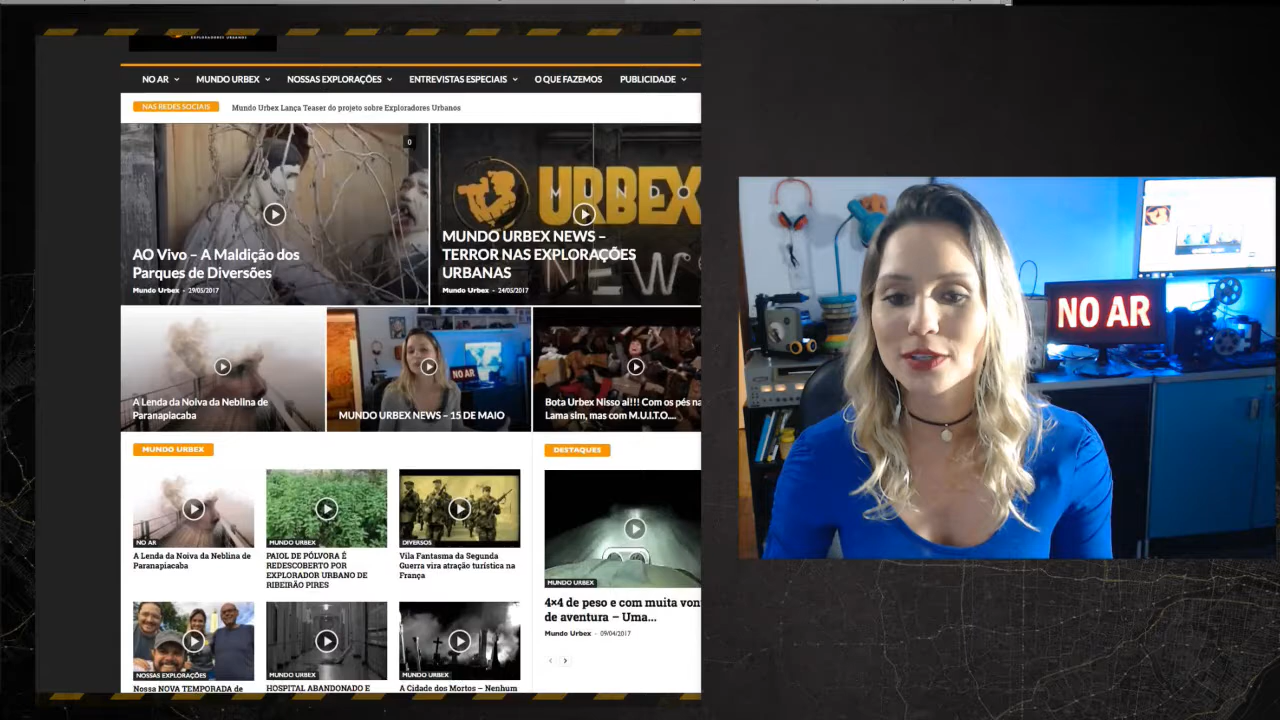 EXPLORADORES URBANOS
NO AR
MUNDO URBEX
NOSSAS EXPLORAÇÕES
ENTREVISTAS ESPECIAIS
O QUE FAZEMOS
PUBLICIDADE
NAS REDES SOCIAIS
Mundo Urbex Lança Teaser do projeto sobre Exploradores Urbanos
0
AO Vivo – A Maldição dos
Parques de Diversões
Mundo Urbex - 29/05/2017
URBEX
MUNDO
NEWS
MUNDO URBEX NEWS –
TERROR NAS EXPLORAÇÕES
URBANAS
Mundo Urbex - 24/05/2017
A Lenda da Noiva da Neblina de
Paranapiacaba
NO AR
MUNDO URBEX NEWS – 15 DE MAIO
Bota Urbex Nisso ai!!! Com os pés na
Lama sim, mas com M.U.I.T.O....
MUNDO URBEX
NO AR
A Lenda da Noiva da Neblina de
Paranapiacaba
MUNDO URBEX
PAIOL DE PÓLVORA É
REDESCOBERTO POR
EXPLORADOR URBANO DE
RIBEIRÃO PIRES
DIVERSOS
Vila Fantasma da Segunda
Guerra vira atração turística na
França
NOSSAS EXPLORAÇÕES
Nossa NOVA TEMPORADA de
MUNDO URBEX
HOSPITAL ABANDONADO E
MUNDO URBEX
A Cidade dos Mortos – Nenhum
DESTAQUES
MUNDO URBEX
4×4 de peso e com muita von
de aventura – Uma...
Mundo Urbex - 09/04/2017
NO AR